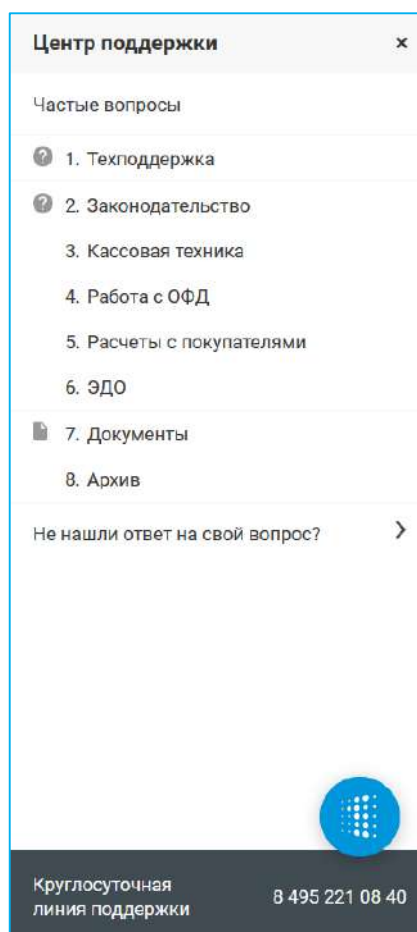 Центр поддержки ×
Частые вопросы
1. Техподдержка
2. Законодательство
3. Кассовая техника
4. Работа с ОФД
5. Расчеты с покупателями
6. ЭДО
7. Документы
8. Архив
Не нашли ответ на свой вопрос?
Круглосуточная
линия поддержки 8 495 221 08 40